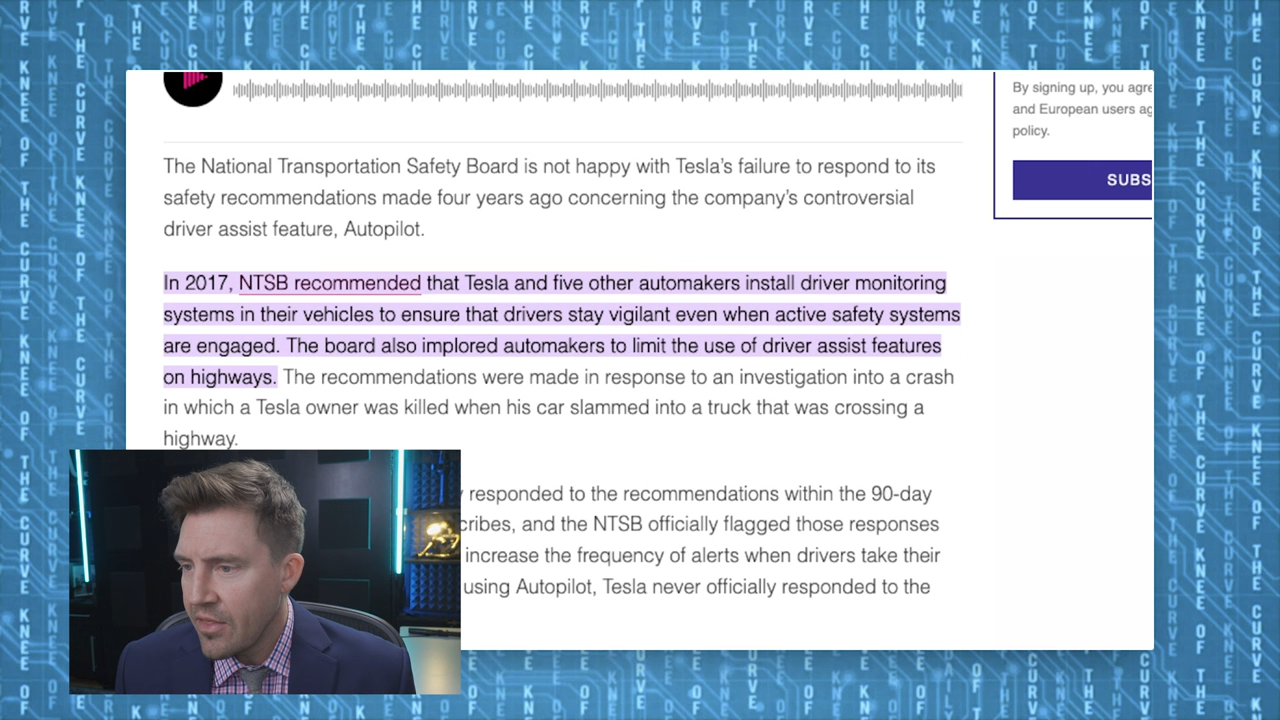 By signing up, you agre
and European users ag
policy.
SUBS
The National Transportation Safety Board is not happy with Tesla's failure to respond to its
safety recommendations made four years ago concerning the company's controversial
driver assist feature, Autopilot.
In 2017, NTSB recommended that Tesla and five other automakers install driver monitoring
systems in their vehicles to ensure that drivers stay vigilant even when active safety systems
are engaged. The board also implored automakers to limit the use of driver assist features
on highways. The recommendations were made in response to an investigation into a crash
in which a Tesla owner was killed when his car slammed into a truck that was crossing a
highway.
responded to the recommendations within the 90-day
cribes, and the NTSB officially flagged those responses
increase the frequency of alerts when drivers take their
using Autopilot, Tesla never officially responded to the
KNEE OF THE CURVE